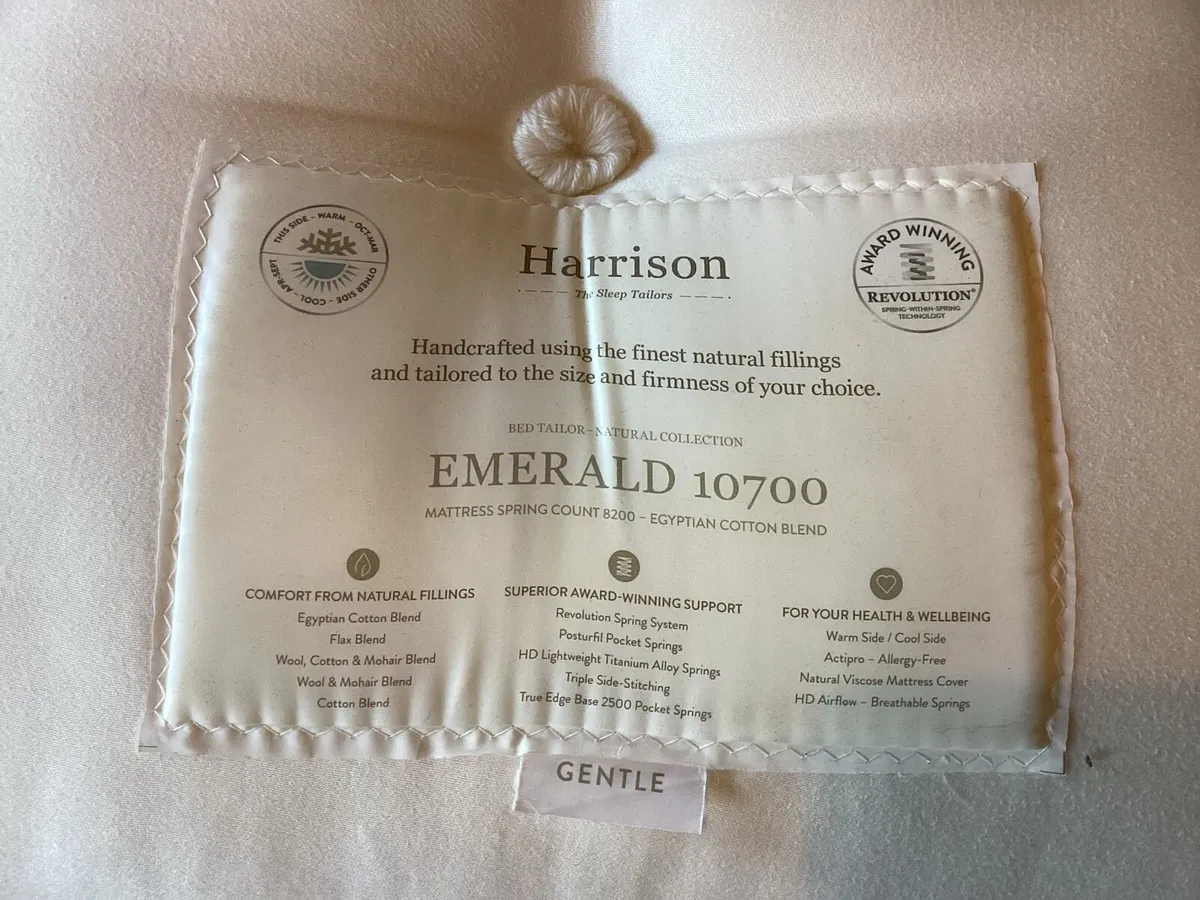 THIS SIDE – WARM – OCT-MAR
OTHER SIDE – COOL – APR-SEPT
Harrison
The Sleep Tailors
AWARD WINNING
REVOLUTION®
SPRING-WITHIN-SPRING
TECHNOLOGY
Handcrafted using the finest natural fillings
and tailored to the size and firmness of your choice.
BED TAILOR – NATURAL COLLECTION
EMERALD 10700
MATTRESS SPRING COUNT 8200 – EGYPTIAN COTTON BLEND
COMFORT FROM NATURAL FILLINGS
Egyptian Cotton Blend
Flax Blend
Wool, Cotton & Mohair Blend
Wool & Mohair Blend
Cotton Blend
SUPERIOR AWARD-WINNING SUPPORT
Revolution Spring System
Posturfil Pocket Springs
HD Lightweight Titanium Alloy Springs
Triple Side-Stitching
True Edge Base 2500 Pocket Springs
FOR YOUR HEALTH & WELLBEING
Warm Side / Cool Side
Actipro – Allergy-Free
Natural Viscose Mattress Cover
HD Airflow – Breathable Springs
GENTLE